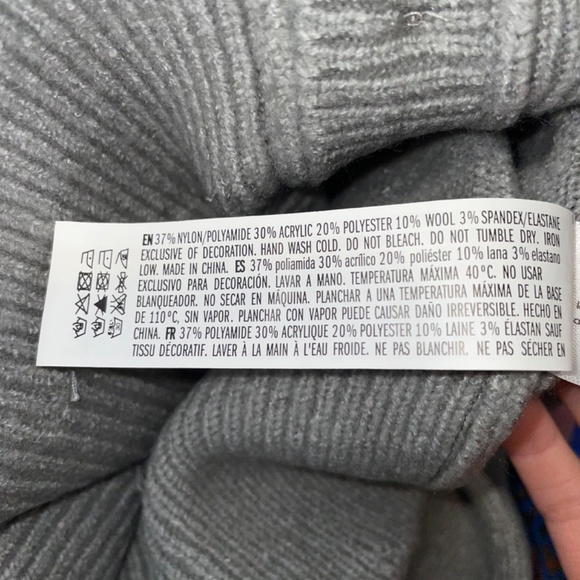 EN 37% NYLON/POLYAMIDE 30% ACRYLIC 20% POLYESTER 10% WOOL 3% SPANDEX/ELASTANE
EXCLUSIVE OF DECORATION. HAND WASH COLD. DO NOT BLEACH. DO NOT TUMBLE DRY. IRON
LOW. MADE IN CHINA. ES 37% poliamida 30% acrílico 20% poliéster 10% lana 3% elastano
EXCLUSIVO PARA DECORACIÓN. LAVAR A MANO. TEMPERATURA MÁXIMA 40°C. NO USAR
BLANQUEADOR. NO SECAR EN MÁQUINA. PLANCHAR A UNA TEMPERATURA MÁXIMA DE LA BASE
DE 110°C, SIN VAPOR. PLANCHAR CON VAPOR PUEDE CAUSAR DAÑO IRREVERSIBLE. HECHO EN
CHINA. FR 37% POLYAMIDE 30% ACRYLIQUE 20% POLYESTER 10% LAINE 3% ÉLASTAN SAUF
TISSU DÉCORATIF. LAVER À LA MAIN À L'EAU FROIDE. NE PAS BLANCHIR. NE PAS SÉCHER EN